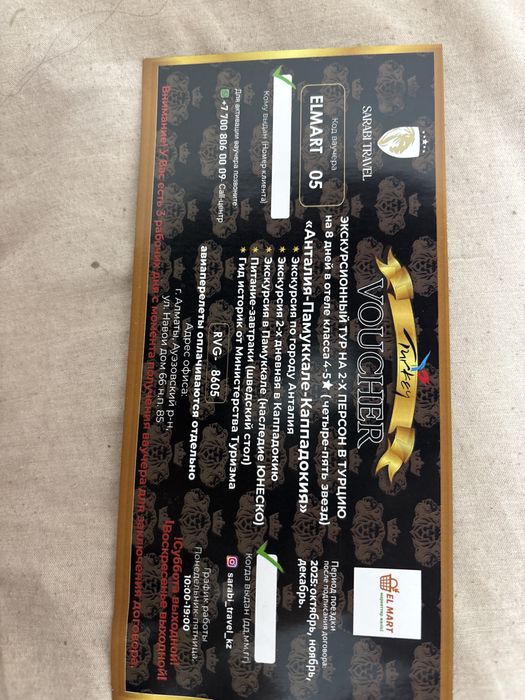 SARABI TRAVEL
Turkey
VOUCHER
EL MART
маркетер көмегі
Код ваучера
ELMART 05
ЭКСКУРСИОННЫЙ ТУР НА 2-Х ПЕРСОН В ТУРЦИЮ
на 8 дней в отеле класса 4-5★ ( четыре-пять звезд)
«Анталия-Памуккале-Каппадокия»
* Экскурсия по городу Анталия
* Экскурсия 2-х дневная в Каппадокию
* Экскурсия в Памуккале (наследие ЮНЕСКО)
* Питание-завтраки (шведский стол)
* Гид историк от Министерства Туризма
Период поездки
после подписания договора:
2025:октябрь, ноябрь,
декабрь.
Кому выдан (Номер клиента)
Когда выдан (дд.мм.гг)
Для активации ваучера позвоните
+7 700 806 00 09- Call-центр
RVG- 8605
sarabi_travel_kz
авиаперелеты оплачиваются отдельно
Адрес офиса:
г. Алматы, Ауэзовский р-н,
ул. Навои дом 66 н.п. 85
График работы
Понедельник-пятница:
10:00-19:00
!Суббота выходной!
!Воскресенье выходной!
Внимание!У Вас есть 3 рабочих дня с момента получения ваучера для заключения договора.